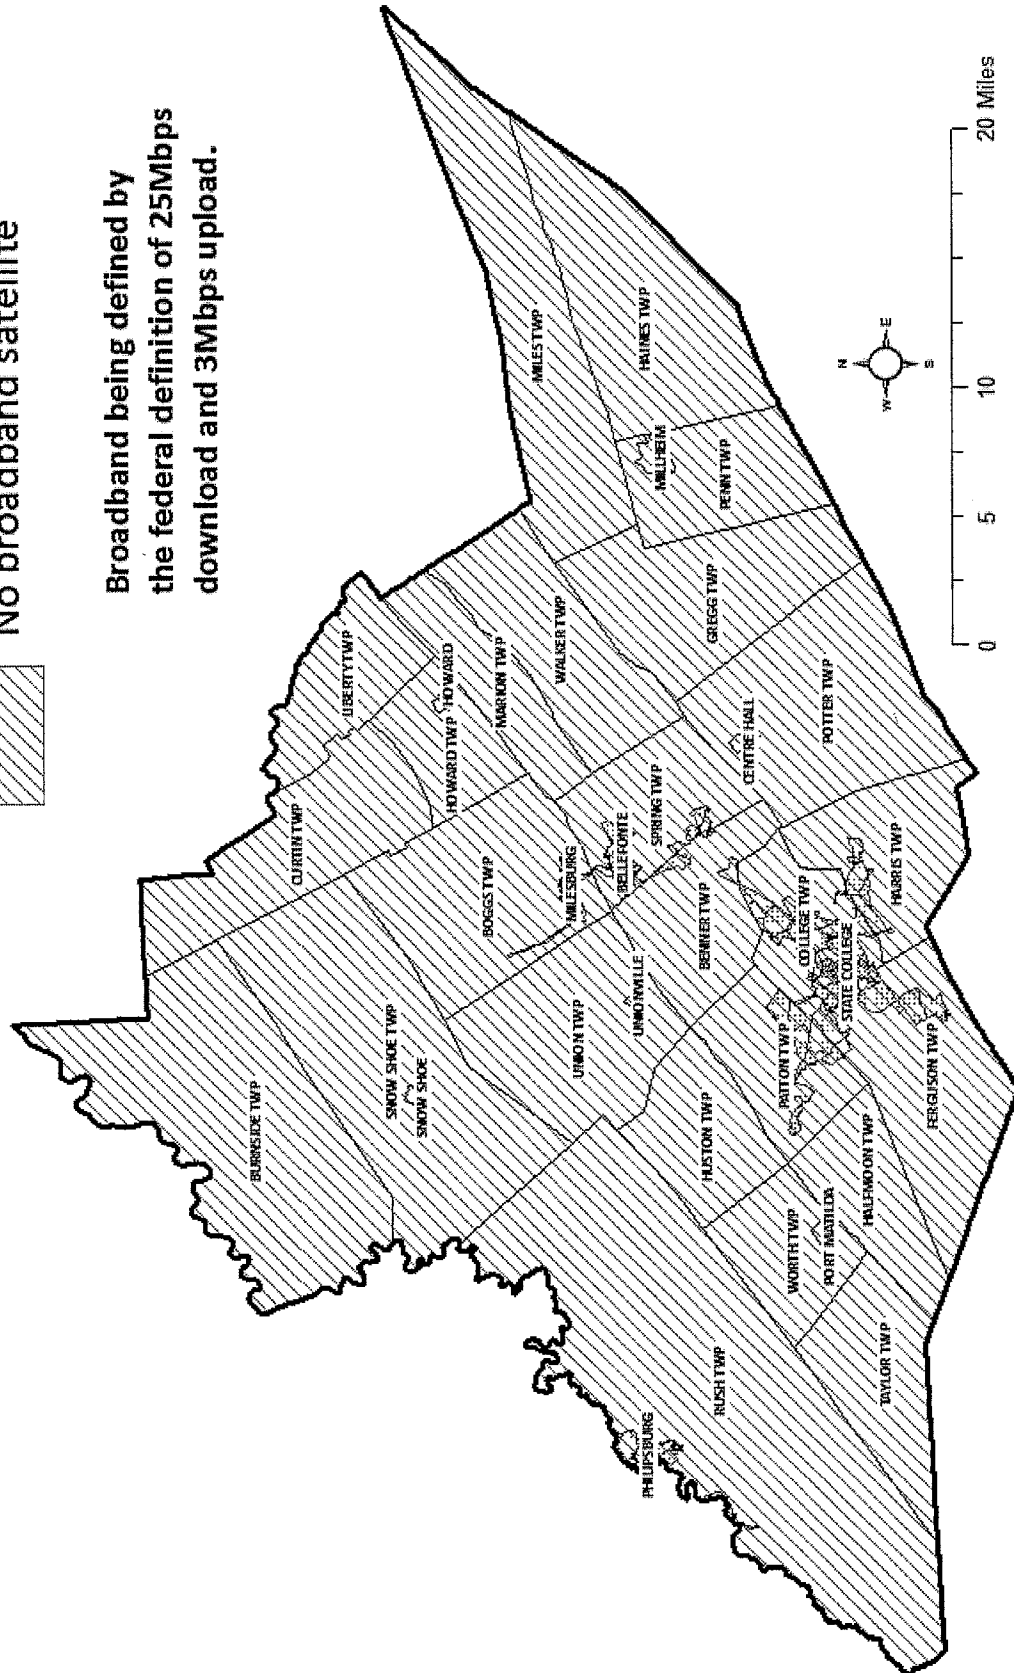 No broadband satellite
Broadband being defined by
the federal definition of 25Mbps
download and 3Mbps upload.
BURNSIDE TWP
SNOW SHOE TWP
SNOW SHOE
CURTIN TWP
LIBERTY TWP
HOWARD TWP
HOWARD
MARION TWP
BOGGS TWP
MILESBURG
UNION TWP
UNIONVILLE
WALKER TWP
MILES TWP
HAINES TWP
MILLHEIM
PENN TWP
GREGG TWP
SPRING TWP
BELLEFONTE
CENTRE HALL
POTTER TWP
BENNER TWP
COLLEGE TWP
STATE COLLEGE
HARRIS TWP
PATTON TWP
FERGUSON TWP
HUSTON TWP
HALFMOON TWP
WORTH TWP
PORT MATILDA
TAYLOR TWP
RUSH TWP
PHILIPSBURG
N
W
E
S
0
5
10
20 Miles